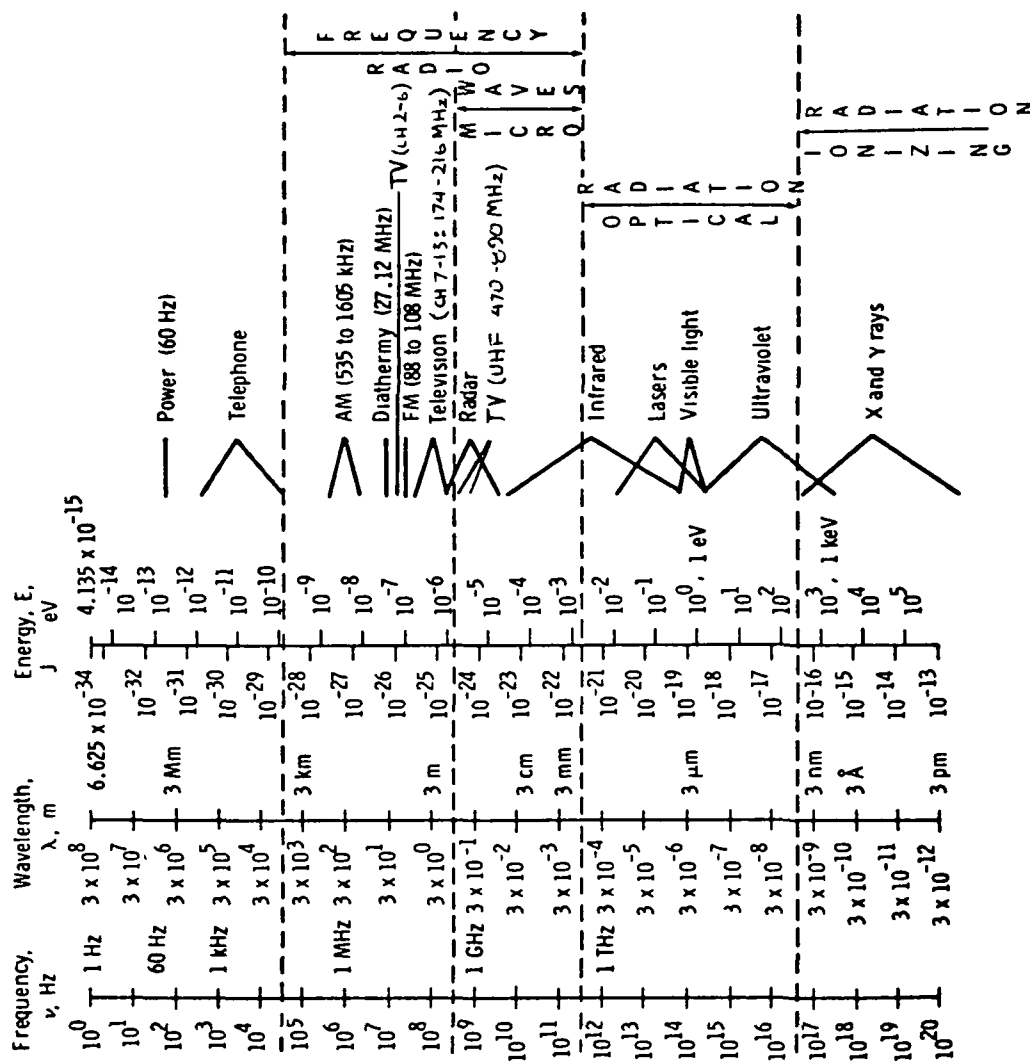 Frequency,
ν, Hz
10^0
10^1
10^2
10^3
10^4
10^5
10^6
10^7
10^8
10^9
10^10
10^11
10^12
10^13
10^14
10^15
10^16
10^17
10^18
10^19
10^20
1 Hz
60 Hz
1 kHz
1 MHz
1 GHz
1 THz
Wavelength,
λ, m
3 x 10^8
3 x 10^7
3 x 10^6
3 x 10^5
3 x 10^4
3 x 10^3
3 x 10^2
3 x 10^1
3 x 10^0
3 x 10^-1
3 x 10^-2
3 x 10^-3
3 x 10^-4
3 x 10^-5
3 x 10^-6
3 x 10^-7
3 x 10^-8
3 x 10^-9
3 x 10^-10
3 x 10^-11
3 x 10^-12
3 Mm
3 km
3 m
3 cm
3 mm
3 μm
3 nm
3 Å
3 pm
Energy, E,
J
eV
6.625 x 10^-34
10^-32
10^-31
10^-30
10^-29
10^-28
10^-27
10^-26
10^-25
10^-24
10^-23
10^-22
10^-21
10^-20
10^-19
10^-18
10^-17
10^-16
10^-15
10^-14
10^-13
4.135 x 10^-15
10^-14
10^-13
10^-12
10^-11
10^-10
10^-9
10^-8
10^-7
10^-6
10^-5
10^-4
10^-3
10^-2
10^-1
10^0, 1 eV
10^1
10^2
10^3, 1 keV
10^4
10^5
Power (60 Hz)
Telephone
AM (535 to 1605 kHz)
Diathermy (27.12 MHz)
TV (CH 2-6)
FM (88 to 108 MHz)
Television (CH 7-13: 174-216 MHz)
Radar
TV (UHF 470-890 MHz)
Infrared
Lasers
Visible light
Ultraviolet
X and γ rays
RADIO
FREQUENCY
MICRO
WAVES
OPTICAL
RADIATION
IONIZING
RADIATION